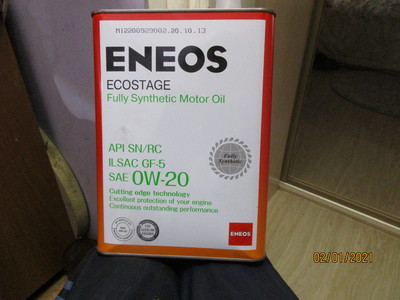 M12200929002.20.10.13
ENEOS
ECOSTAGE
Fully Synthetic Motor Oil
API SN/RC
ILSAC GF-5
SAE 0W-20
Fully
Synthetic
Cutting edge technology
Excellent protection of your engine
Continuous outstanding performance
ENEOS
02/01/2021